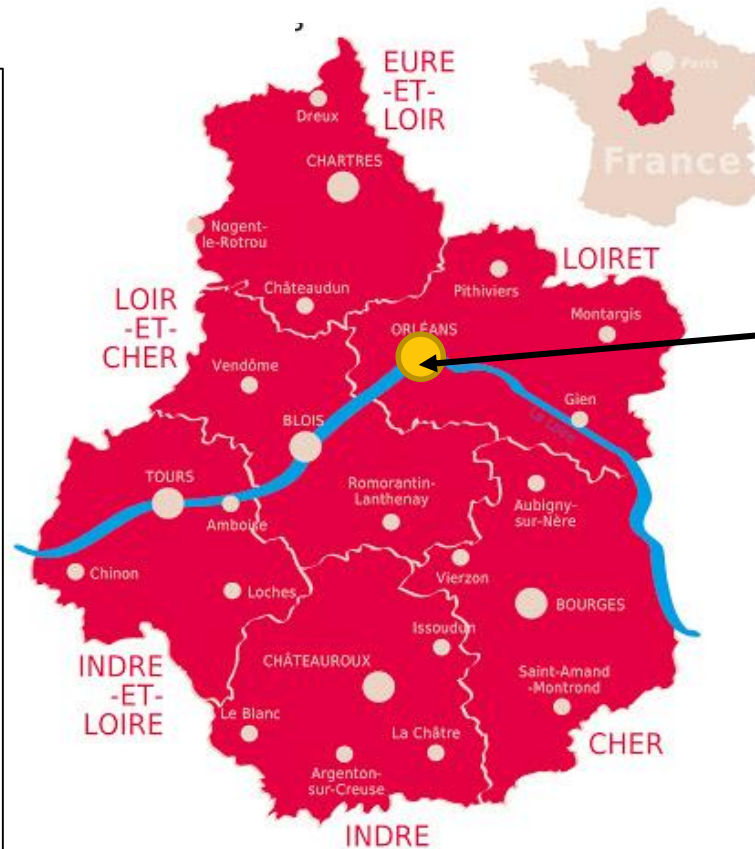 EURE
-ET-
LOIR
Dreux
CHARTRES
Nogent-
le-Rotrou
Châteaudun
Paris
France
LOIRET
Pithiviers
Montargis
ORLÉANS
LOIR
-ET-
CHER
Vendôme
BLOIS
Gien
La Loire
TOURS
Amboise
Romorantin-
Lanthenay
Aubigny-
sur-Nère
Chinon
Loches
Vierzon
BOURGES
Issoudun
CHÂTEAUROUX
INDRE
-ET-
LOIRE
Le Blanc
La Châtre
Argenton-
sur-Creuse
Saint-Amand
-Montrond
CHER
INDRE